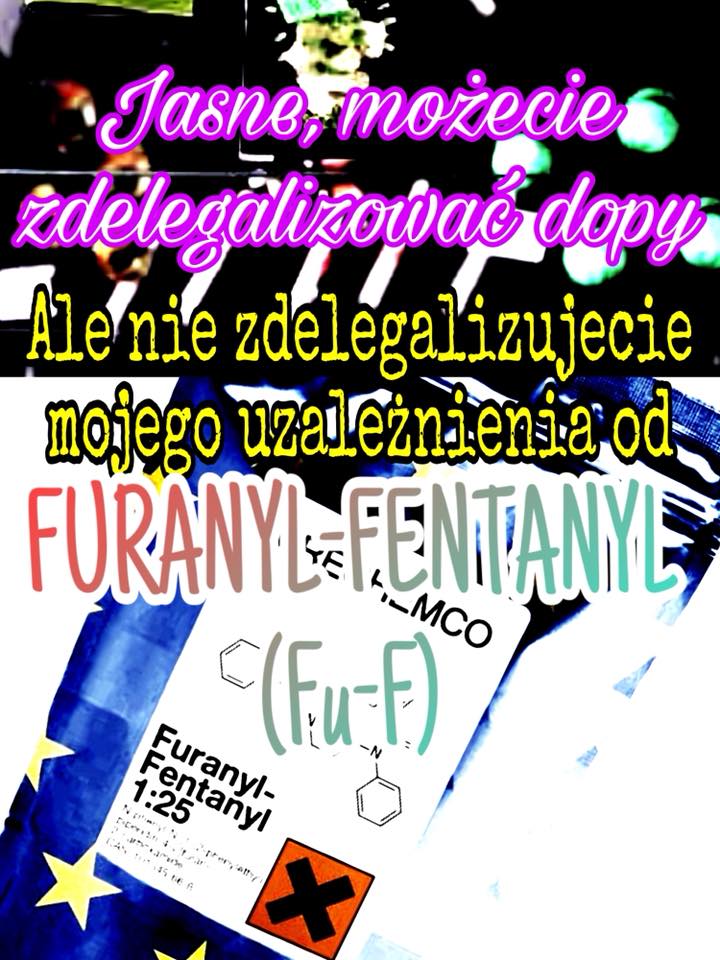 Jasne, możecie
zdelegalizować dopy
Ale nie zdelegalizujecie
mojego uzależnienia od
FURANYL-FENTANYL
(Fu-F)
Furanyl-
Fentanyl
1:25
N
N